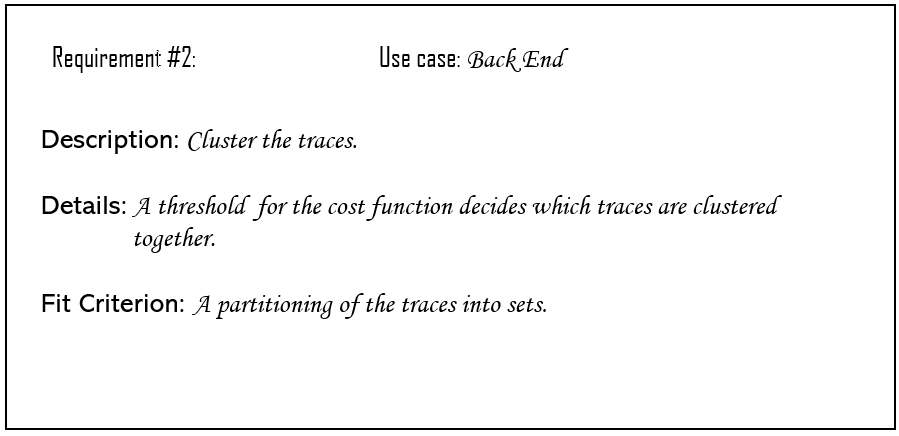 Requirement #2: Use case: Back End
Description: Cluster the traces.
Details: A threshold for the cost function decides which traces are clustered
together.
Fit Criterion: A partitioning of the traces into sets.